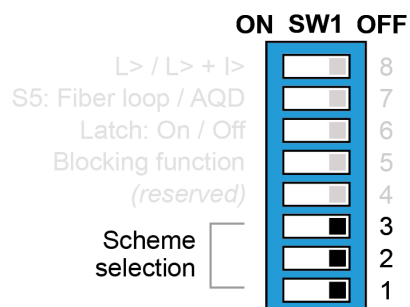 ON SW1 OFF
L> / L> + I> 8
S5: Fiber loop / AQD 7
Latch: On / Off 6
Blocking function 5
(reserved) 4
3
Scheme
selection
2
1